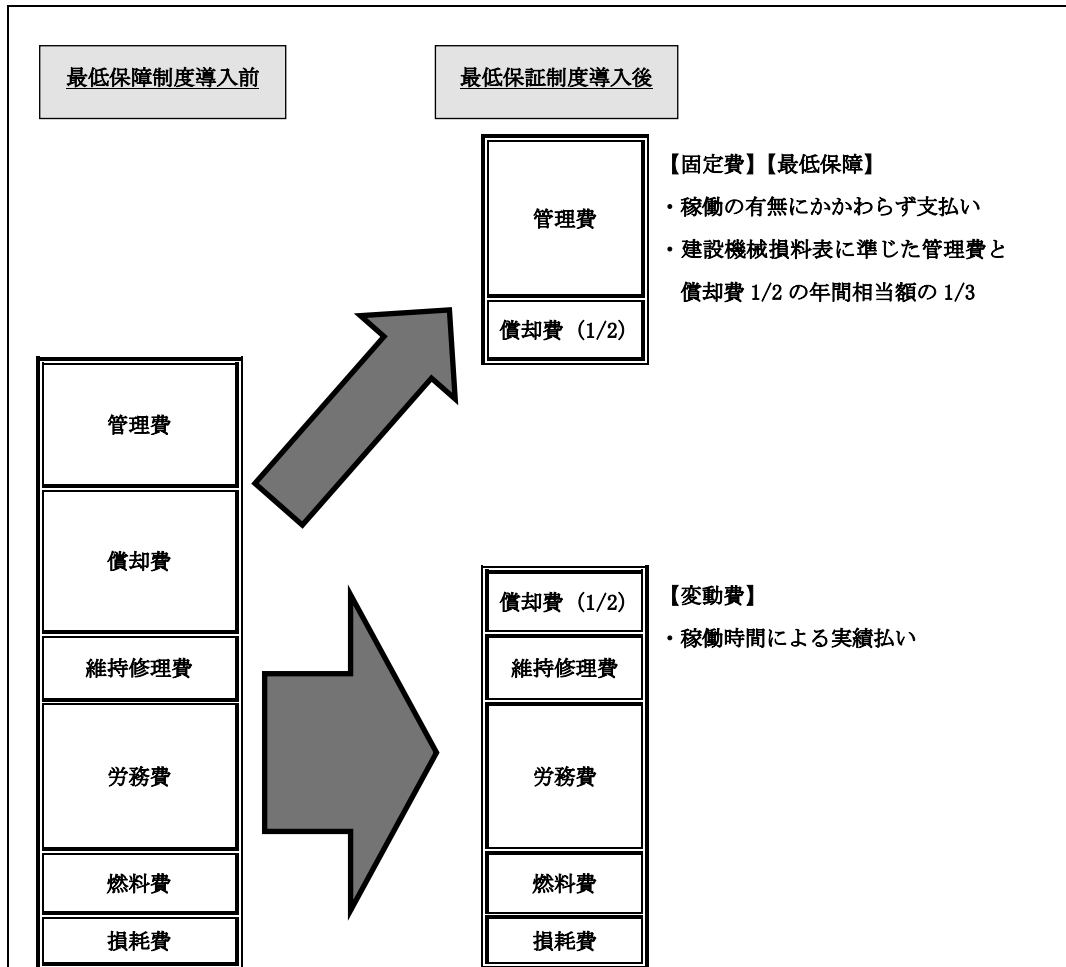 最低保障制度導入前
最低保証制度導入後
管理費
償却費
維持修理費
労務費
燃料費
損耗費
管理費
償却費 (1/2)
【固定費】【最低保障】
・稼働の有無にかかわらず支払い
・建設機械損料表に準じた管理費と
償却費 1/2 の年間相当額の 1/3
償却費 (1/2)
維持修理費
労務費
燃料費
損耗費
【変動費】
・稼働時間による実績払い